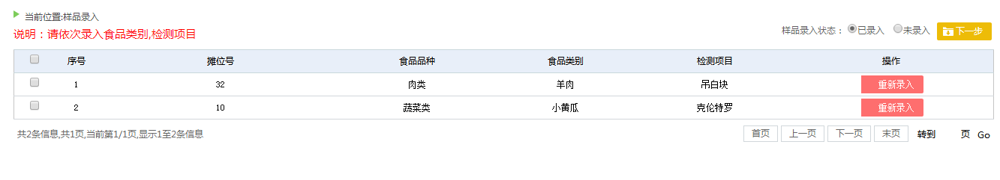 当前位置:样品录入
说明：请依次录入食品类别,检测项目
样品录入状态： 已录入 未录入 下一步
序号 摊位号 食品品种 食品类别 检测项目 操作
1 32 肉类 羊肉 吊白块 重新录入
2 10 蔬菜类 小黄瓜 克伦特罗 重新录入
共2条信息,共1页,当前第1/1页,显示1至2条信息 首页 上一页 下一页 末页 转到 页 Go